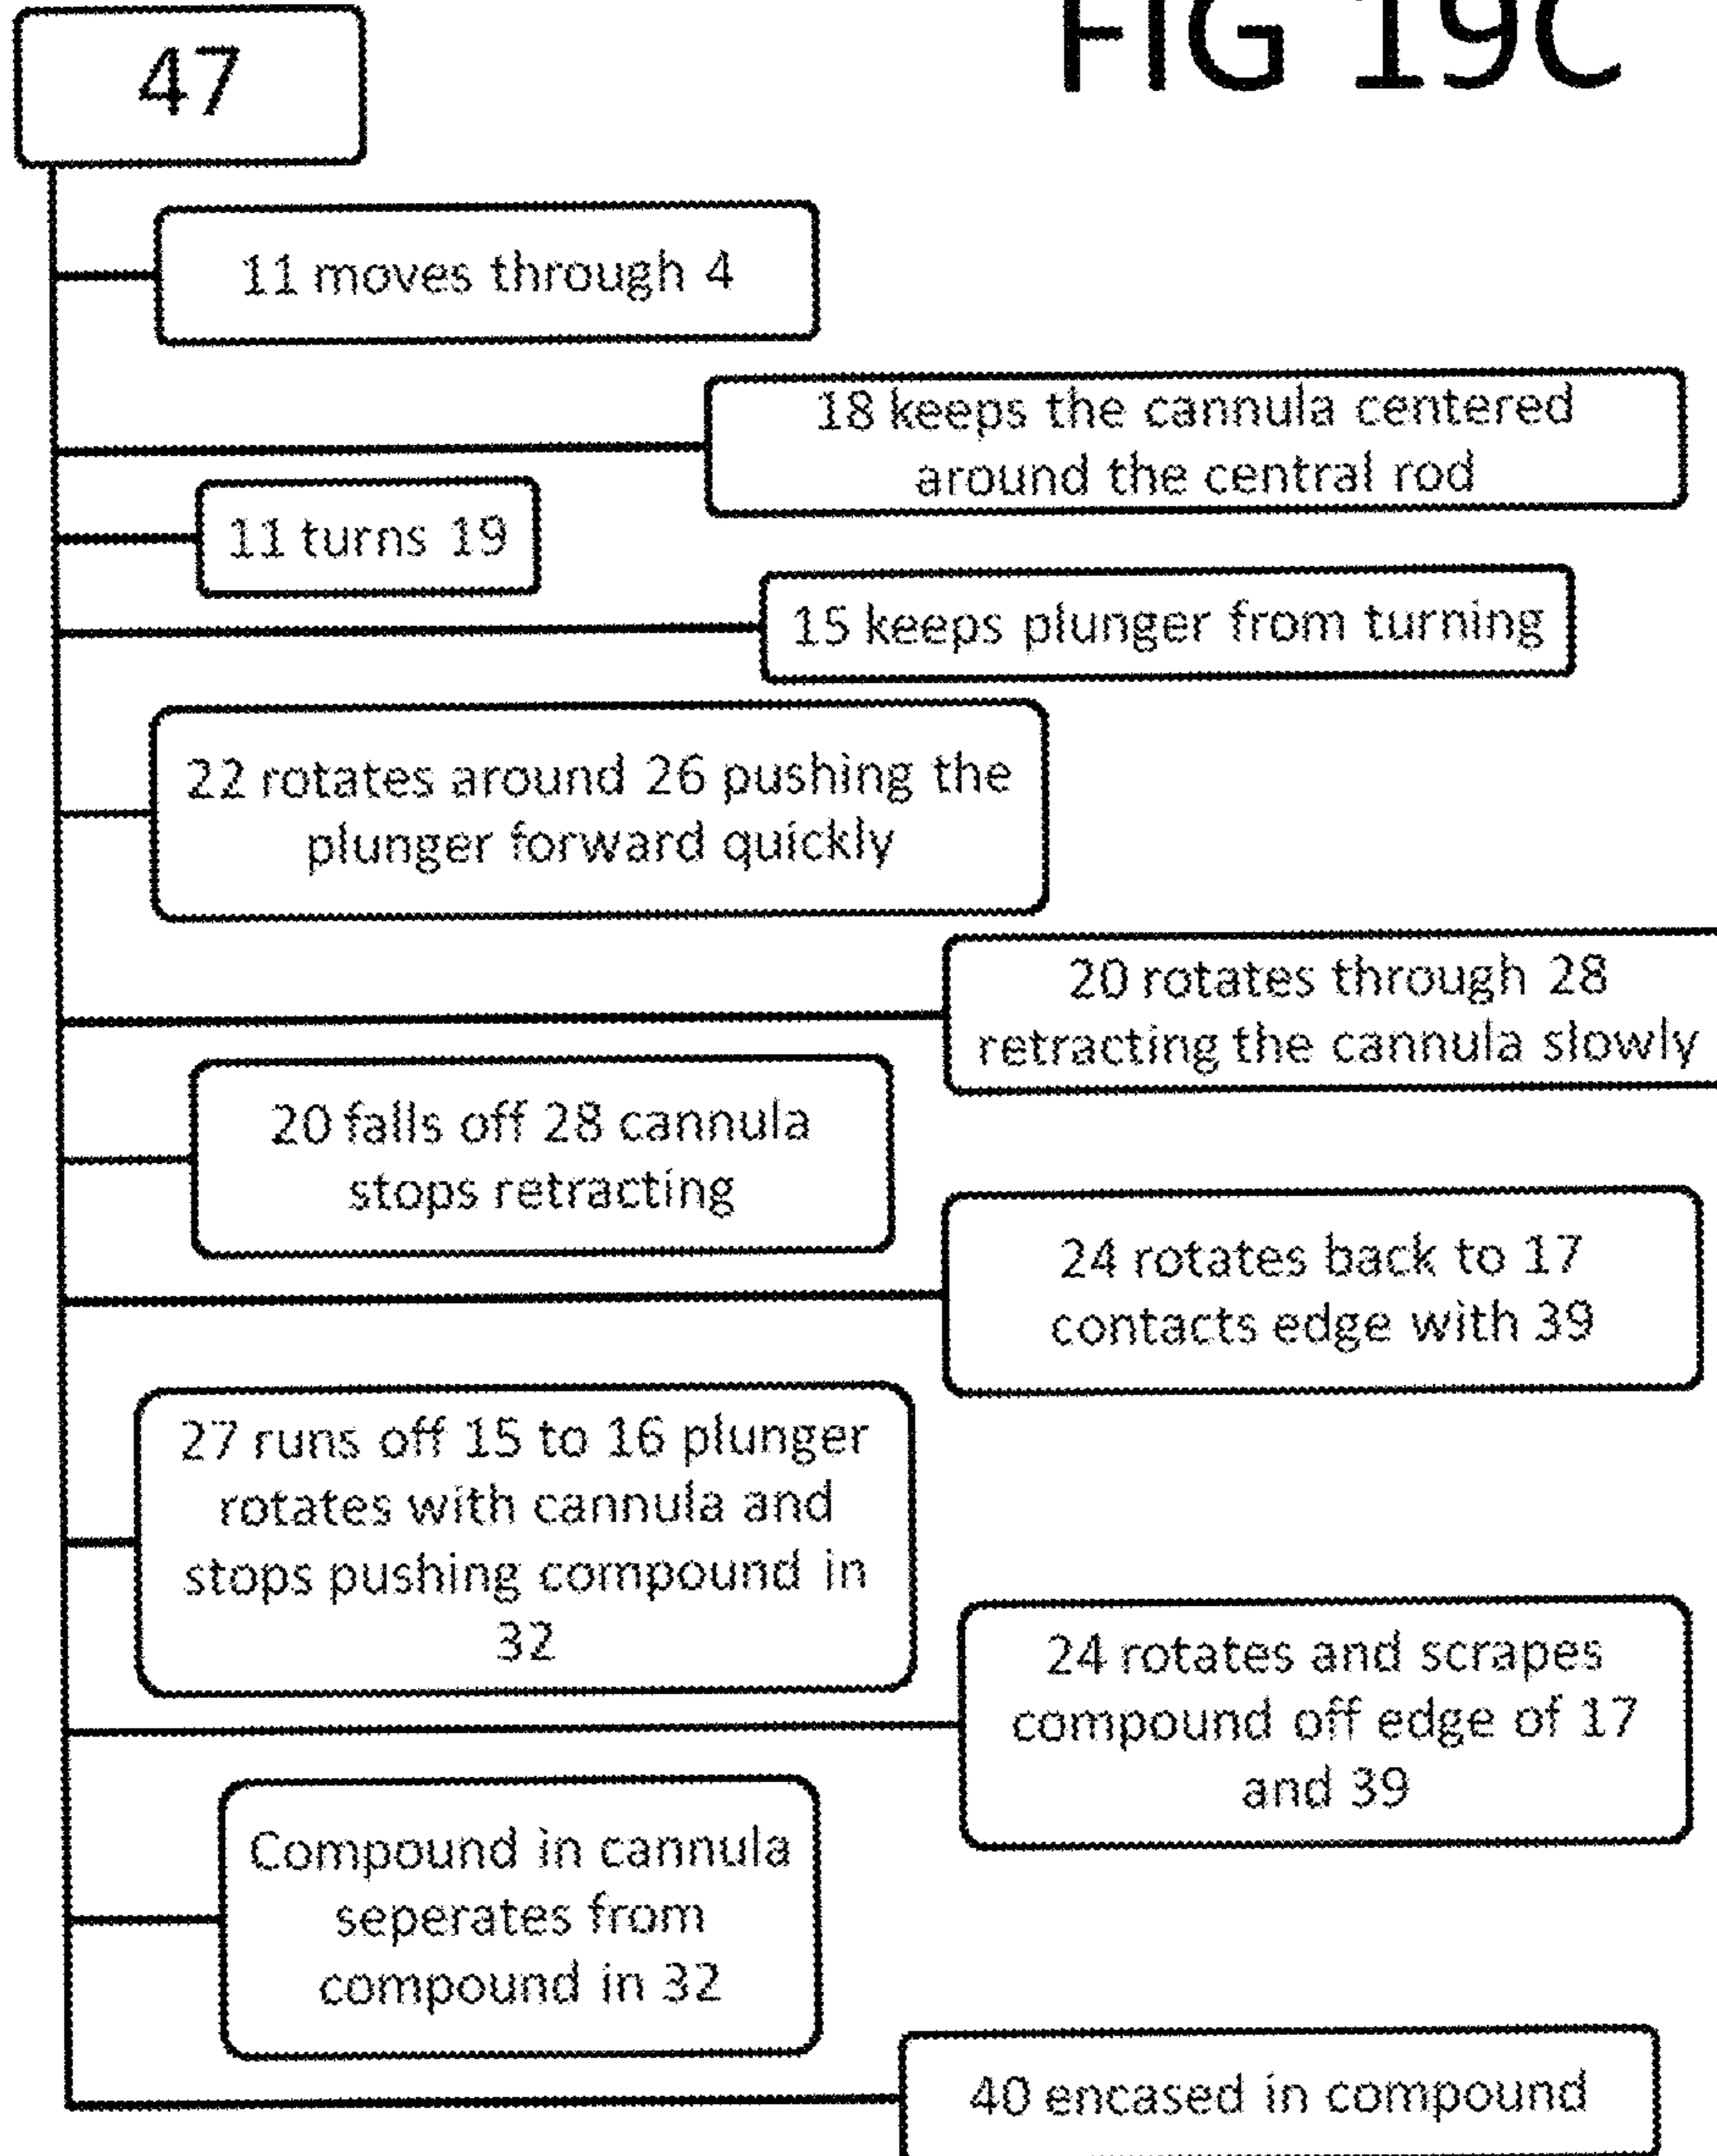 FIG 19C
47
11 moves through 4
18 keeps the cannula centered
around the central rod
11 turns 19
15 keeps plunger from turning
22 rotates around 26 pushing the
plunger forward quickly
20 rotates through 28
retracting the cannula slowly
20 falls off 28 cannula
stops retracting
24 rotates back to 17
contacts edge with 39
27 runs off 15 to 16 plunger
rotates with cannula and
stops pushing compound in
32
24 rotates and scrapes
compound off edge of 17
and 39
Compound in cannula
seperates from
compound in 32
40 encased in compound